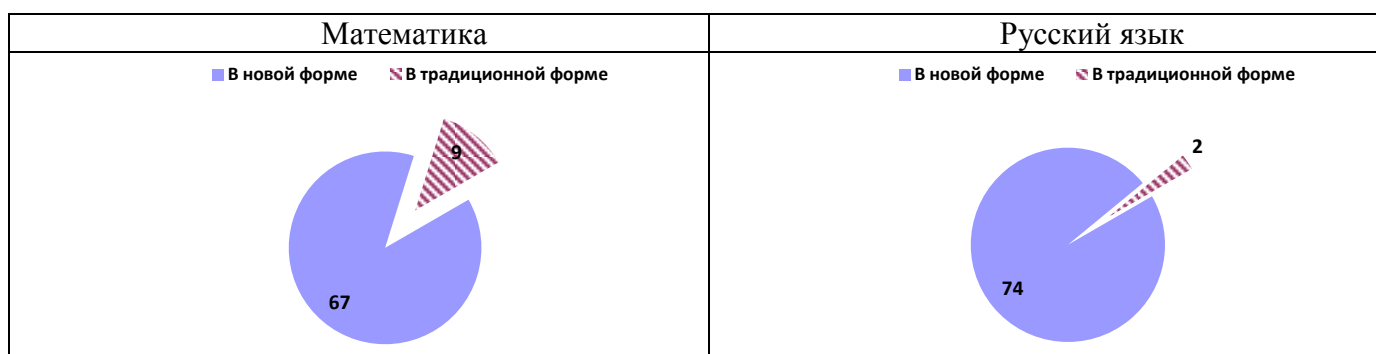 Математика
Русский язык
В новой форме В традиционной форме
В новой форме В традиционной форме
9
67
2
74